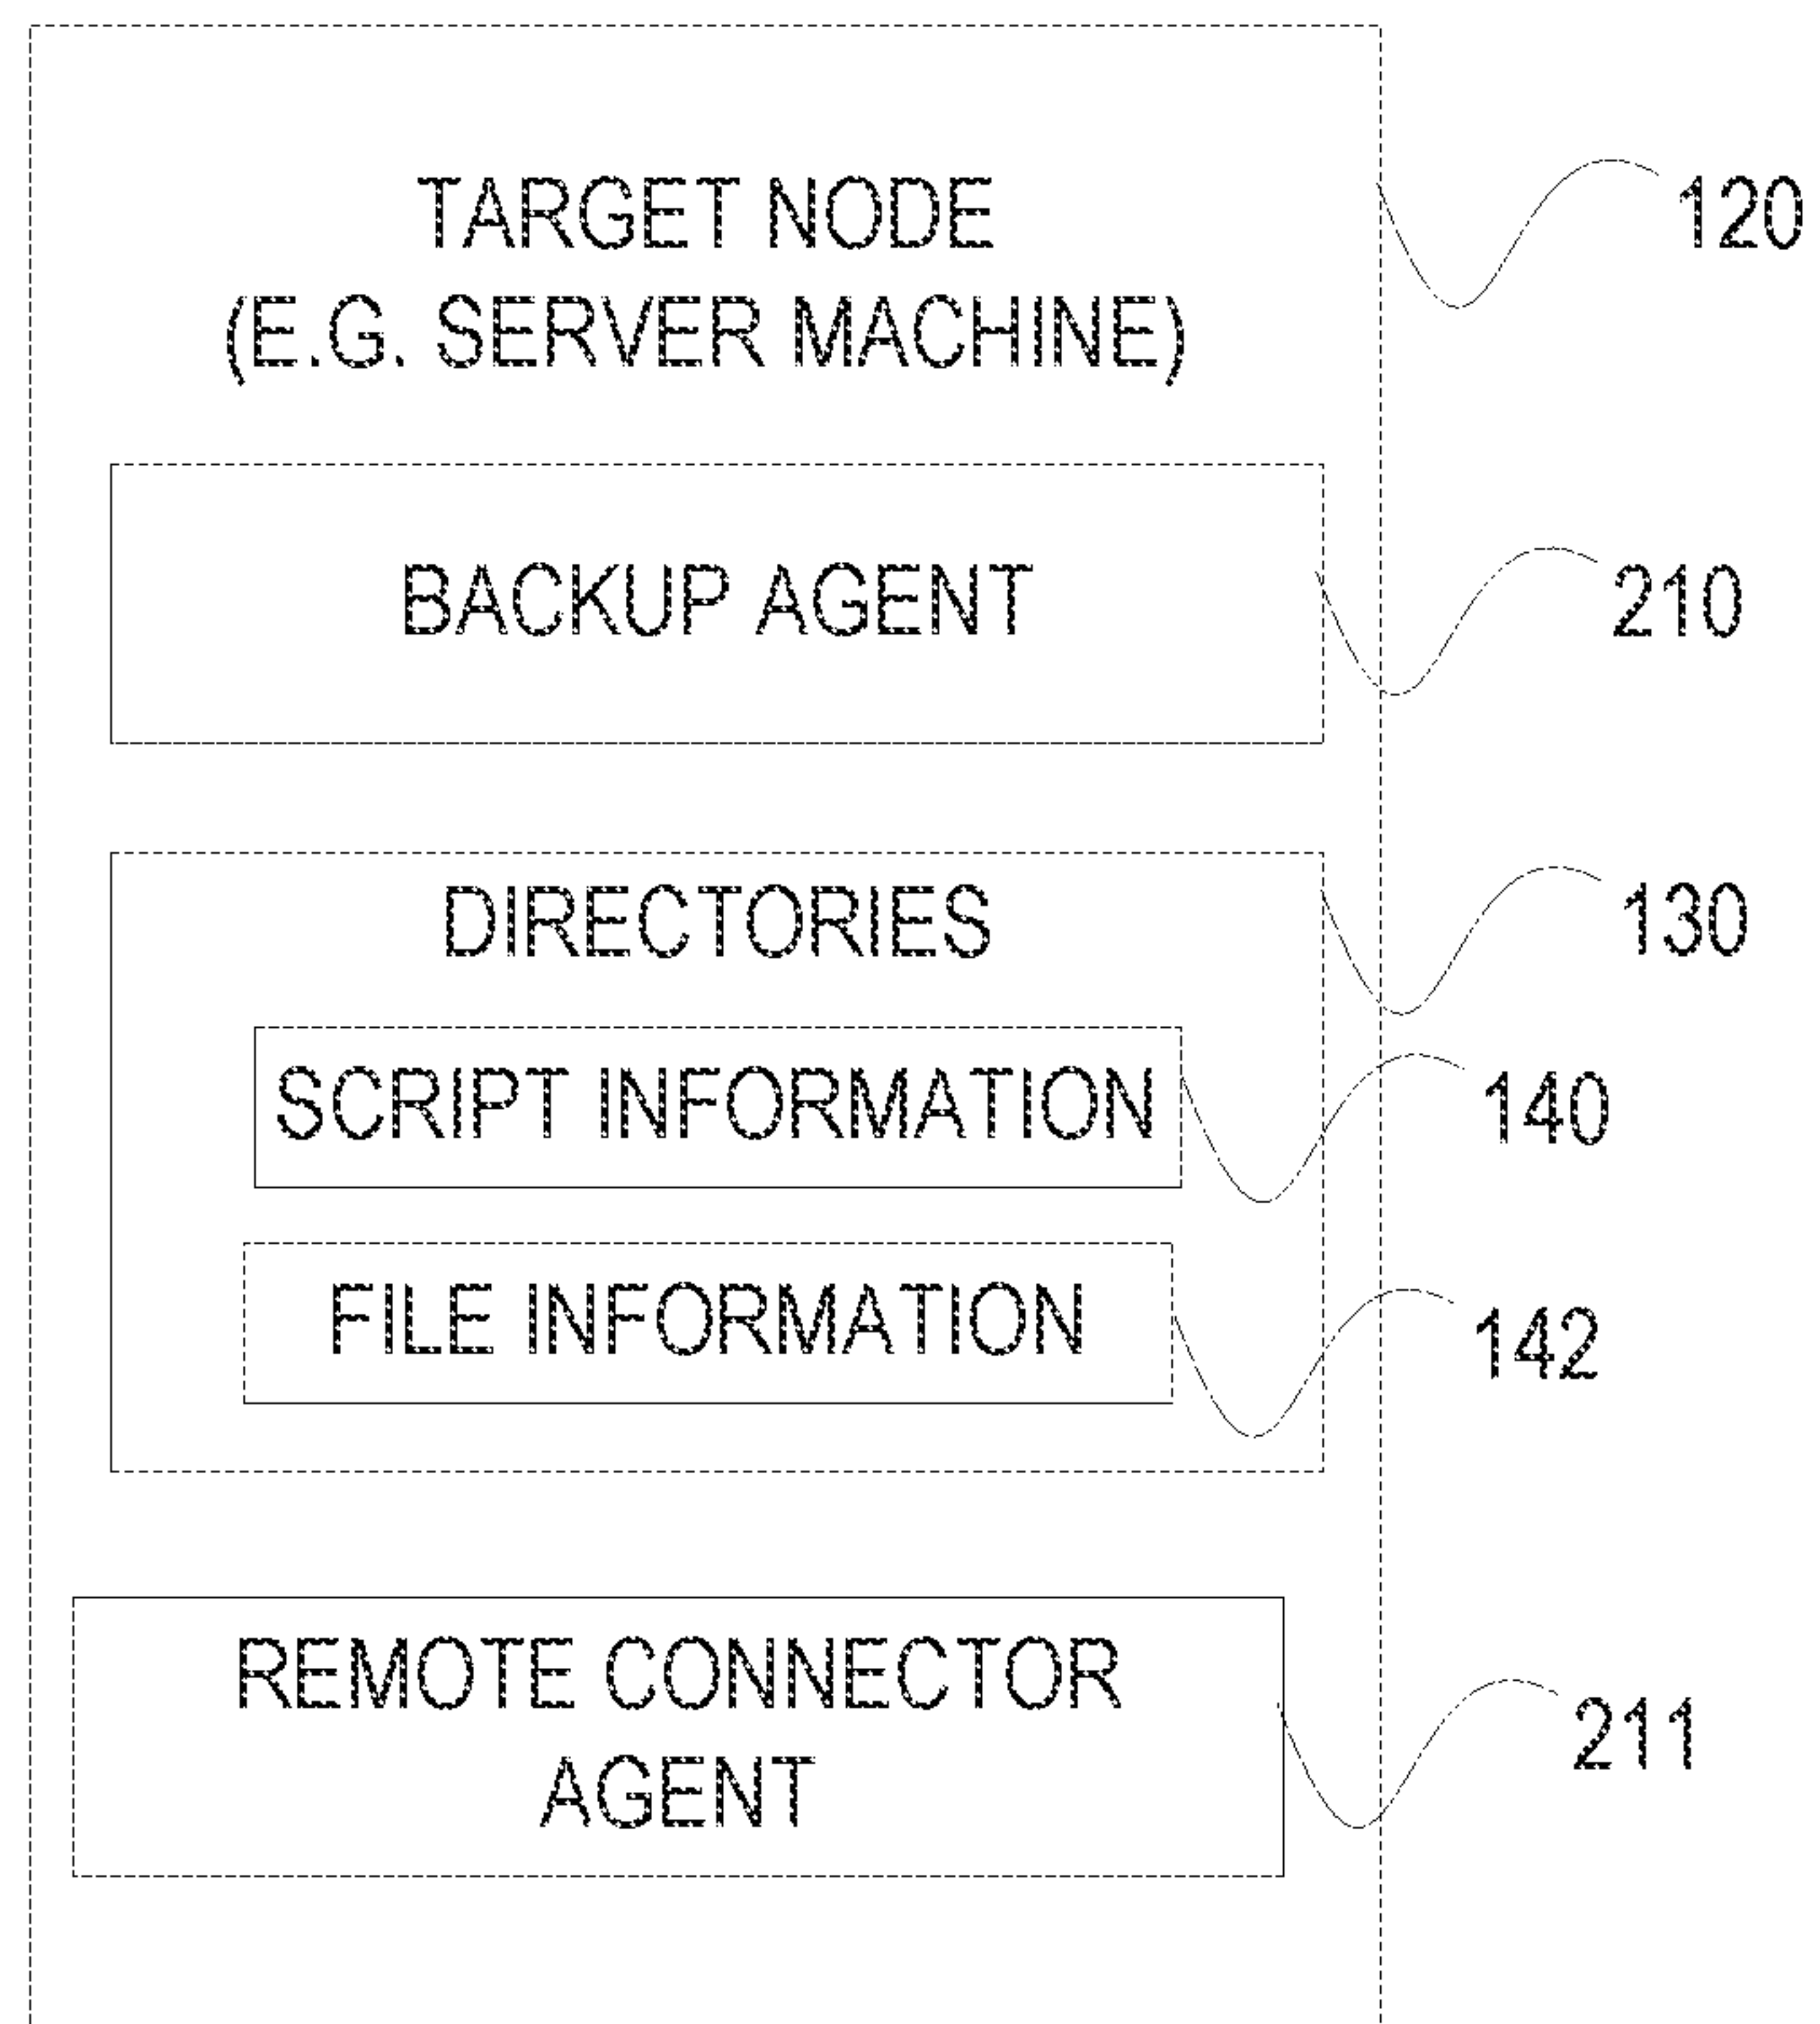 TARGET NODE
120
(E.G. SERVER MACHINE)
BACKUP AGENT
210
DIRECTORIES
130
SCRIPT INFORMATION
140
FILE INFORMATION
142
REMOTE CONNECTOR
211
AGENT